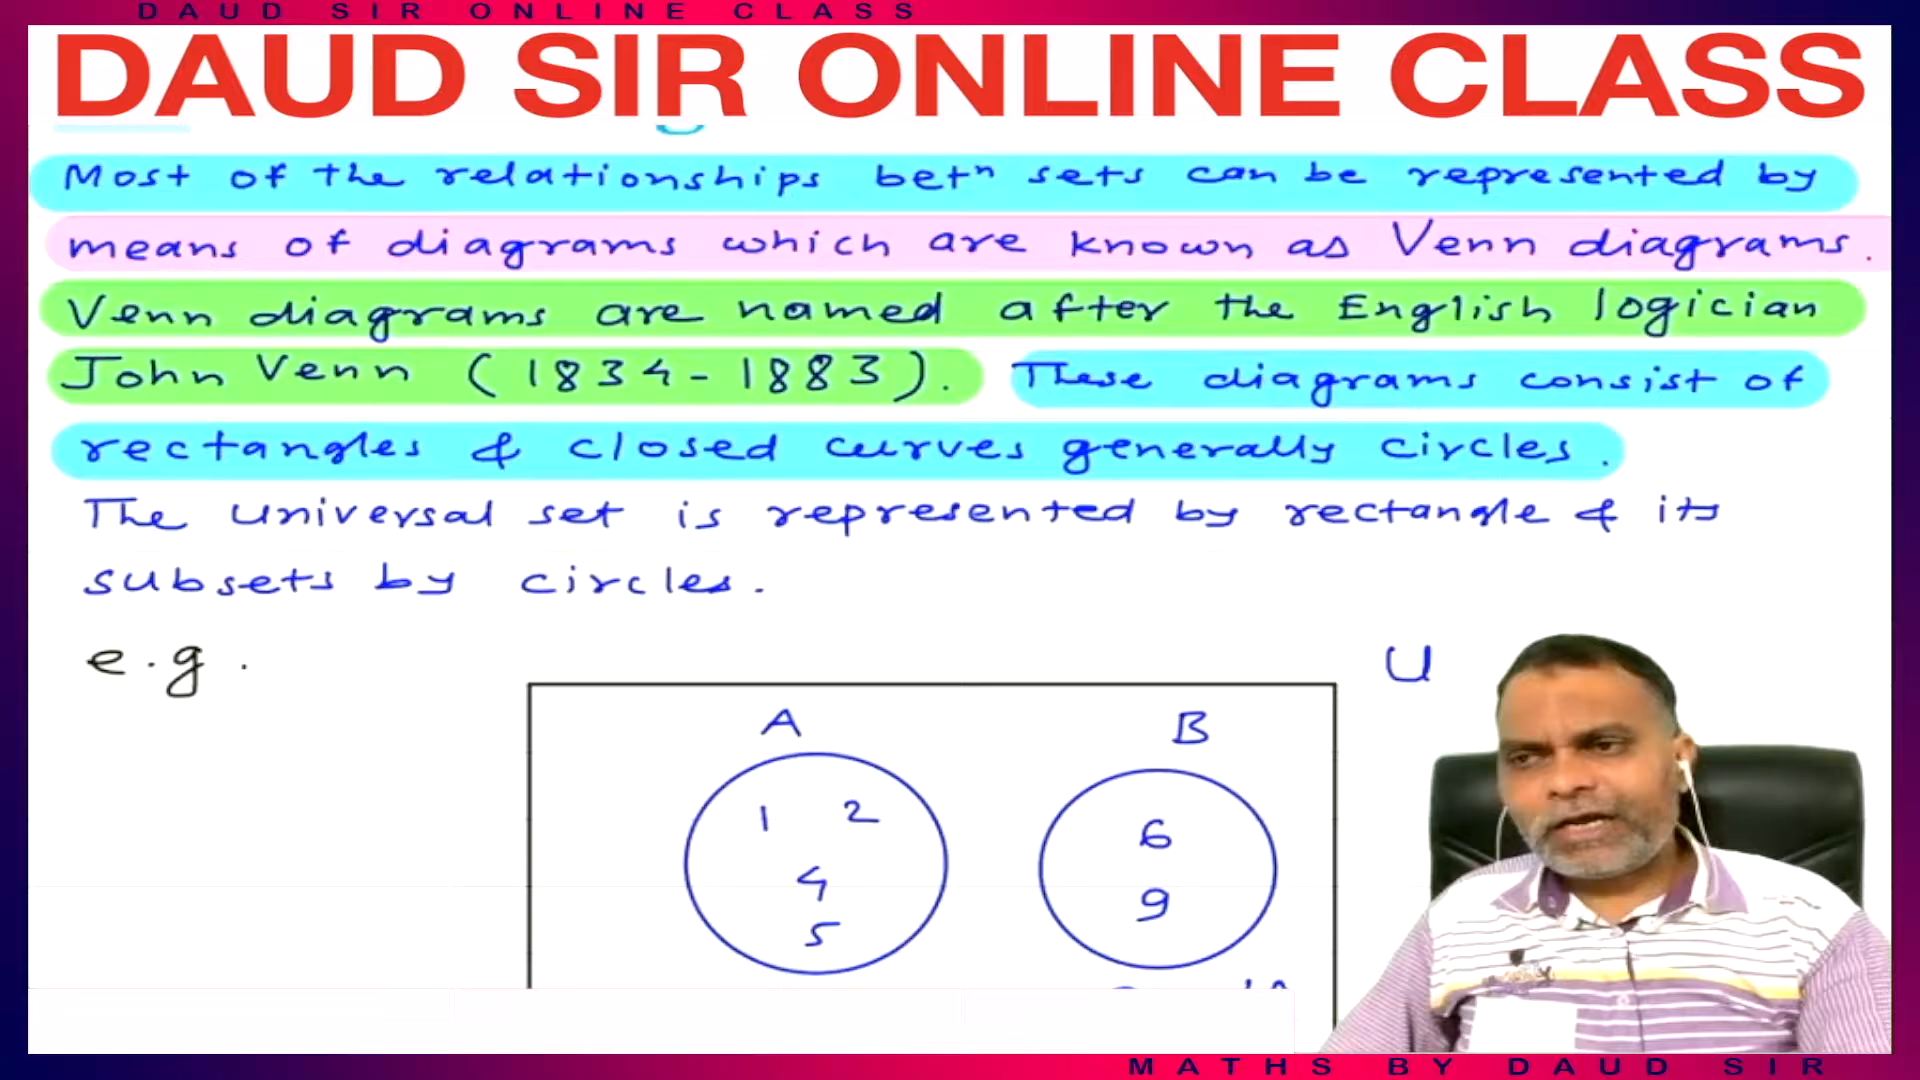 DAUD SIR ONLINE CLASS
DAUD SIR ONLINE CLASS
Most of the relationships betn sets can be represented by
means of diagrams which are known as Venn diagrams.
Venn diagrams are named after the English logician
John Venn (1834-1883). These diagrams consist of
rectangles & closed curves generally circles.
The universal set is represented by rectangle & its
subsets by circles.
e.g.
U
A B
1 2
6
4
9
5
MATHS BY DAUD SIR